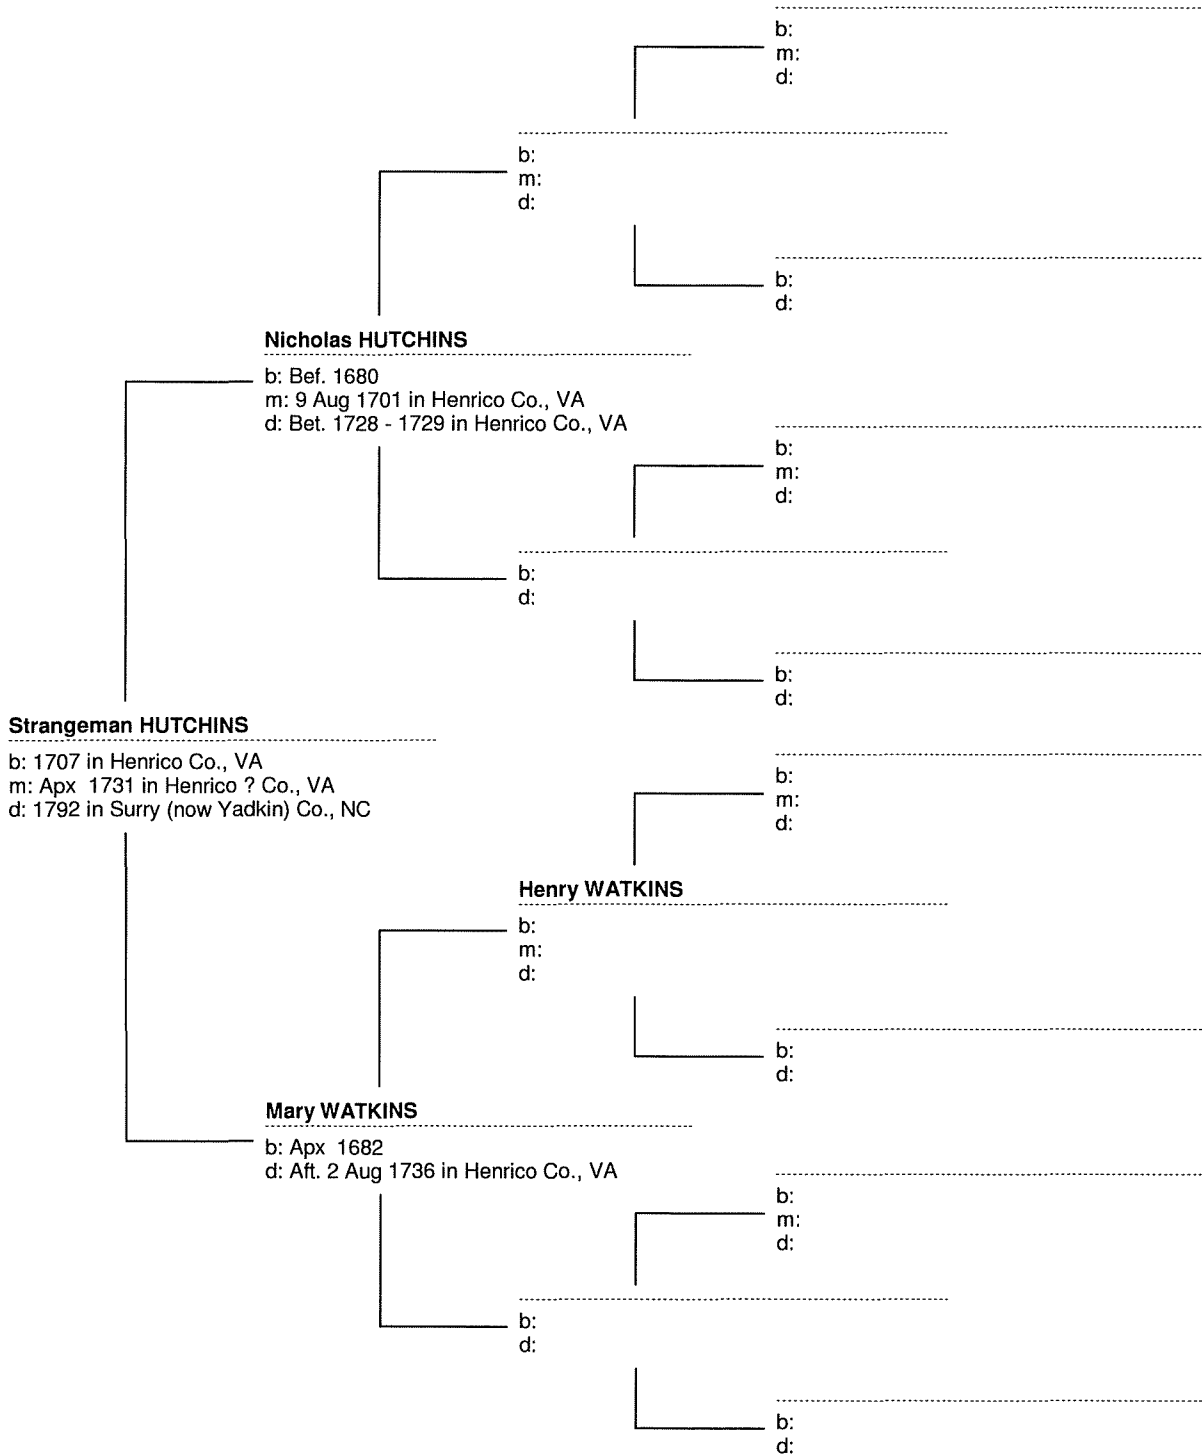 b:
m:
d:
b:
m:
d:
b:
d:
Nicholas HUTCHINS
b: Bef. 1680
m: 9 Aug 1701 in Henrico Co., VA
d: Bet. 1728 - 1729 in Henrico Co., VA
b:
m:
d:
b:
d:
b:
d:
Strangeman HUTCHINS
b: 1707 in Henrico Co., VA
m: Apx 1731 in Henrico ? Co., VA
d: 1792 in Surry (now Yadkin) Co., NC
b:
m:
d:
Henry WATKINS
b:
m:
d:
b:
d:
Mary WATKINS
b: Apx 1682
d: Aft. 2 Aug 1736 in Henrico Co., VA
b:
m:
d:
b:
d:
b:
d: